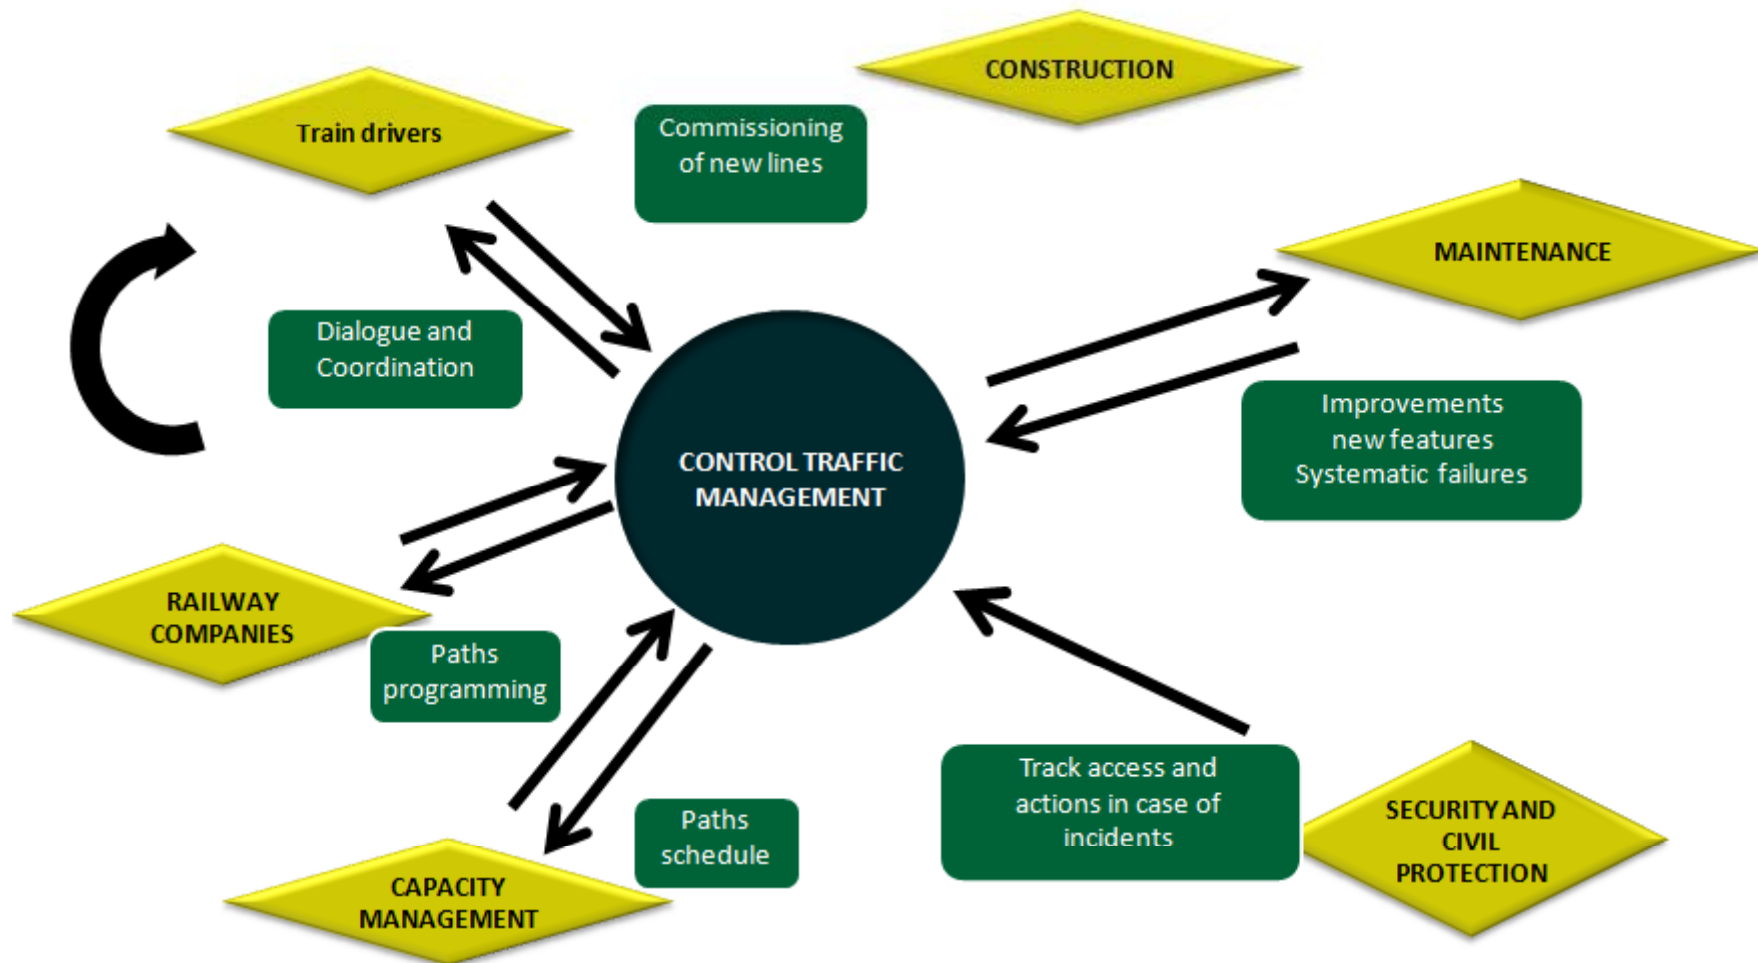 CONSTRUCTION
Train drivers
Commissioning
of new lines
MAINTENANCE
Dialogue and
Coordination
Improvements
new features
Systematic failures
CONTROL TRAFFIC
MANAGEMENT
RAILWAY
COMPANIES
Paths
programming
Track access and
actions in case of
incidents
SECURITY AND
CIVIL
PROTECTION
Paths
schedule
CAPACITY
MANAGEMENT